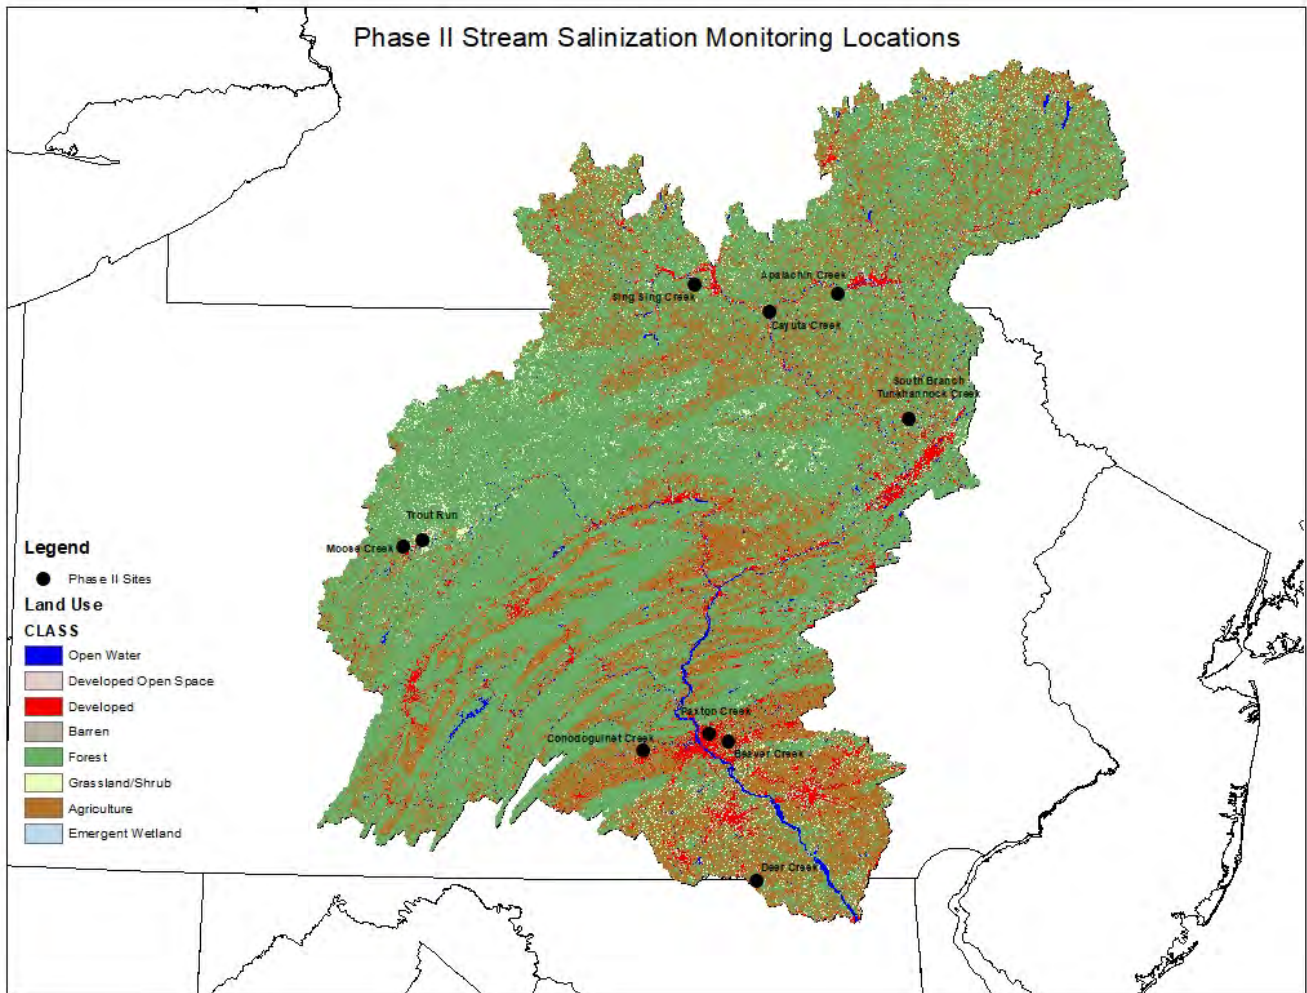 Phase II Stream Salinization Monitoring Locations
Apalachin Creek
Sing Sing Creek
Cayuta Creek
South Branch
Tunkhannock Creek
Trout Run
Moose Creek
Legend
Phase II Sites
Land Use
CLASS
Open Water
Developed Open Space
Developed
Barren
Forest
Grassland/Shrub
Agriculture
Emergent Wetland
Paxton Creek
Conodoguinet Creek
Beaver Creek
Deer Creek